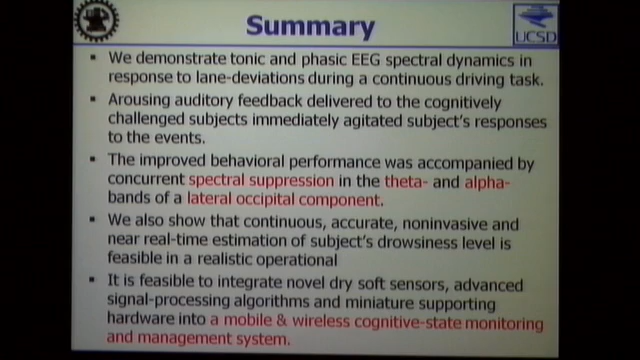 Summary
UCSD
▪ We demonstrate tonic and phasic EEG spectral dynamics in
response to lane-deviations during a continuous driving task.
▪ Arousing auditory feedback delivered to the cognitively
challenged subjects immediately agitated subject's responses
to the events.
▪ The improved behavioral performance was accompanied by
concurrent spectral suppression in the theta- and alpha-
bands of a lateral occipital component.
▪ We also show that continuous, accurate, noninvasive and
near real-time estimation of subject's drowsiness level is
feasible in a realistic operational
▪ It is feasible to integrate novel dry soft sensors, advanced
signal-processing algorithms and miniature supporting
hardware into a mobile & wireless cognitive-state monitoring
and management system.